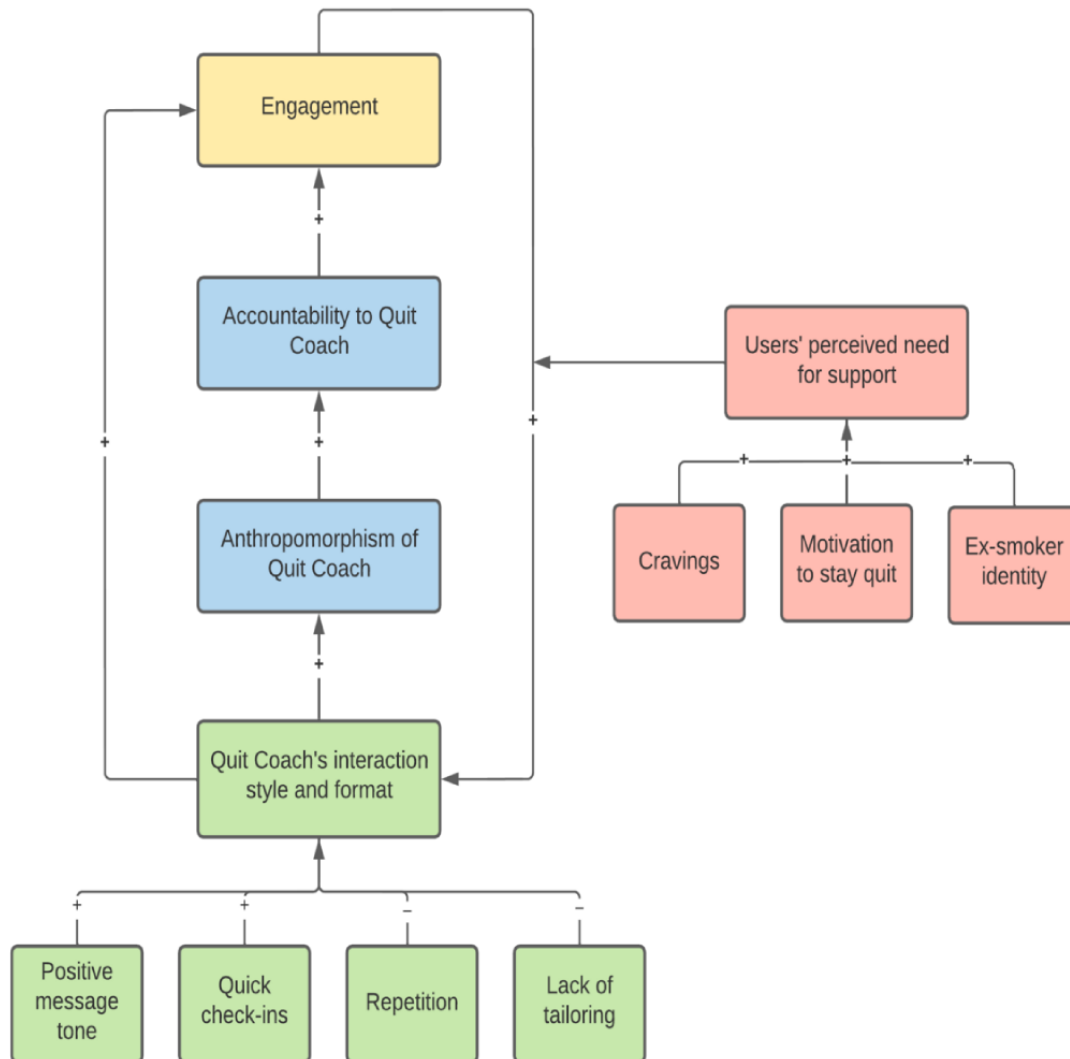 Engagement
+
Accountability to Quit
Coach
+
+
+
Anthropomorphism of
Quit Coach
+
Quit Coach's interaction
style and format
+
+
–
–
Positive
message
tone
Quick
check-ins
Repetition
Lack of
tailoring
Users' perceived need
for support
+
+
+
Cravings
Motivation
to stay quit
Ex-smoker
identity